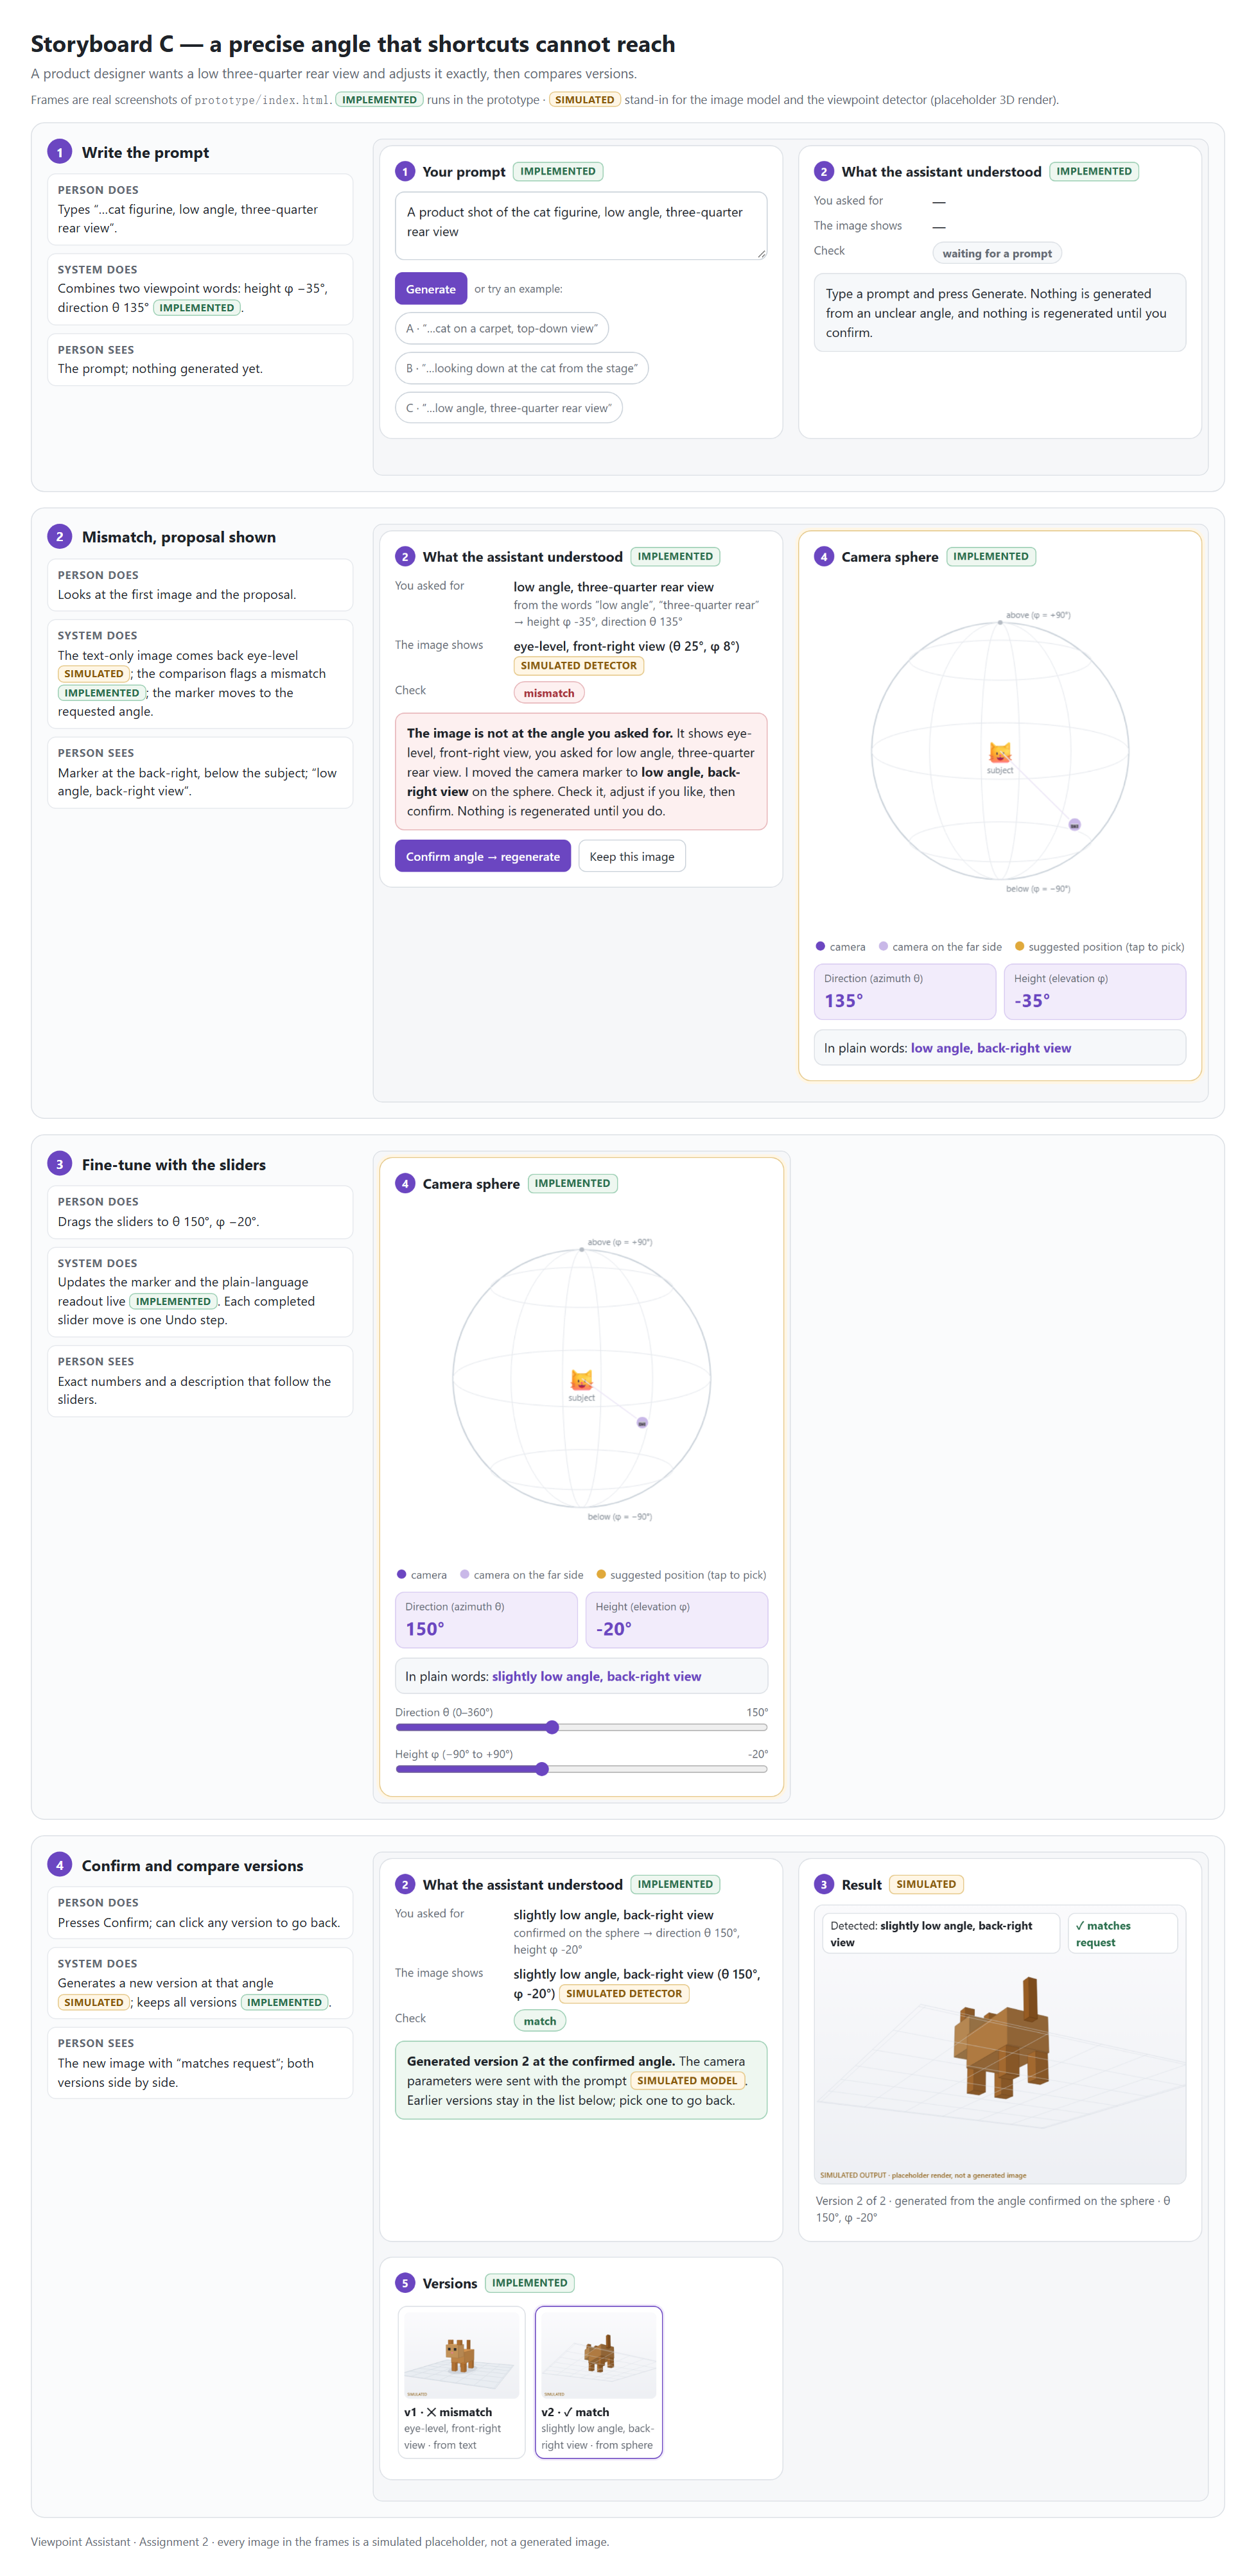 Storyboard C — a precise angle that shortcuts cannot reach
A product designer wants a low three-quarter rear view and adjusts it exactly, then compares versions.
Frames are real screenshots of prototype/index.html. IMPLEMENTED runs in the prototype · SIMULATED stand-in for the image model and the viewpoint detector (placeholder 3D render).
1 Write the prompt
PERSON DOES
Types “…cat figurine, low angle, three-quarter
rear view”.
SYSTEM DOES
Combines two viewpoint words: height φ −35°,
direction θ 135° IMPLEMENTED.
PERSON SEES
The prompt; nothing generated yet.
1 Your prompt IMPLEMENTED
A product shot of the cat figurine, low angle, three-quarter
rear view
Generate or try an example:
A · “…cat on a carpet, top-down view”
B · “…looking down at the cat from the stage”
C · “…low angle, three-quarter rear view”
2 What the assistant understood IMPLEMENTED
You asked for —
The image shows —
Check waiting for a prompt
Type a prompt and press Generate. Nothing is generated
from an unclear angle, and nothing is regenerated until you
confirm.
2 Mismatch, proposal shown
PERSON DOES
Looks at the first image and the proposal.
SYSTEM DOES
The text-only image comes back eye-level
SIMULATED; the comparison flags a mismatch
IMPLEMENTED; the marker moves to the
requested angle.
PERSON SEES
Marker at the back-right, below the subject; “low
angle, back-right view”.
2 What the assistant understood IMPLEMENTED
You asked for low angle, three-quarter rear view
from the words “low angle”, “three-quarter rear”
→ height φ -35°, direction θ 135°
The image shows eye-level, front-right view (θ 25°, φ 8°)
SIMULATED DETECTOR
Check mismatch
The image is not at the angle you asked for. It shows eye-
level, front-right view, you asked for low angle, three-quarter
rear view. I moved the camera marker to low angle, back-
right view on the sphere. Check it, adjust if you like, then
confirm. Nothing is regenerated until you do.
Confirm angle → regenerate Keep this image
4 Camera sphere IMPLEMENTED
above (φ = +90°)
subject
below (φ = −90°)
camera camera on the far side suggested position (tap to pick)
Direction (azimuth θ)
135°
Height (elevation φ)
-35°
In plain words: low angle, back-right view
3 Fine-tune with the sliders
PERSON DOES
Drags the sliders to θ 150°, φ −20°.
SYSTEM DOES
Updates the marker and the plain-language
readout live IMPLEMENTED. Each completed
slider move is one Undo step.
PERSON SEES
Exact numbers and a description that follow the
sliders.
4 Camera sphere IMPLEMENTED
above (φ = +90°)
subject
below (φ = −90°)
camera camera on the far side suggested position (tap to pick)
Direction (azimuth θ)
150°
Height (elevation φ)
-20°
In plain words: slightly low angle, back-right view
Direction θ (0–360°) 150°
Height φ (−90° to +90°) -20°
4 Confirm and compare versions
PERSON DOES
Presses Confirm; can click any version to go back.
SYSTEM DOES
Generates a new version at that angle
SIMULATED; keeps all versions IMPLEMENTED.
PERSON SEES
The new image with “matches request”; both
versions side by side.
2 What the assistant understood IMPLEMENTED
You asked for slightly low angle, back-right view
confirmed on the sphere → direction θ 150°,
height φ -20°
The image shows slightly low angle, back-right view (θ 150°,
φ -20°) SIMULATED DETECTOR
Check match
Generated version 2 at the confirmed angle. The camera
parameters were sent with the prompt SIMULATED MODEL.
Earlier versions stay in the list below; pick one to go back.
3 Result SIMULATED
Detected: slightly low angle, back-right
view
✓ matches
request
SIMULATED OUTPUT · placeholder render, not a generated image
Version 2 of 2 · generated from the angle confirmed on the sphere · θ
150°, φ -20°
5 Versions IMPLEMENTED
SIMULATED
v1 · ✕ mismatch
eye-level, front-right
view · from text
SIMULATED
v2 · ✓ match
slightly low angle, back-
right view · from sphere
Viewpoint Assistant · Assignment 2 · every image in the frames is a simulated placeholder, not a generated image.